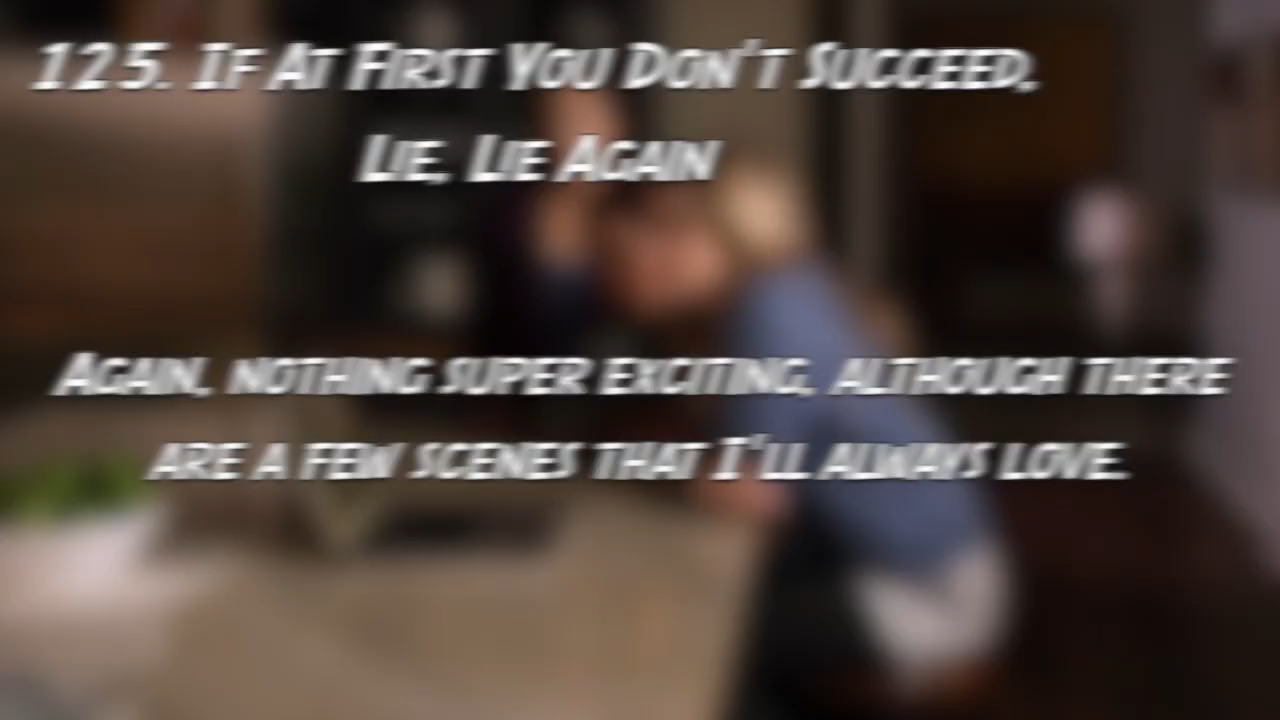 125. If At First You Don't Succeed,
Lie, Lie Again
Again, nothing super exciting, although there
are a few scenes that I'll always love.